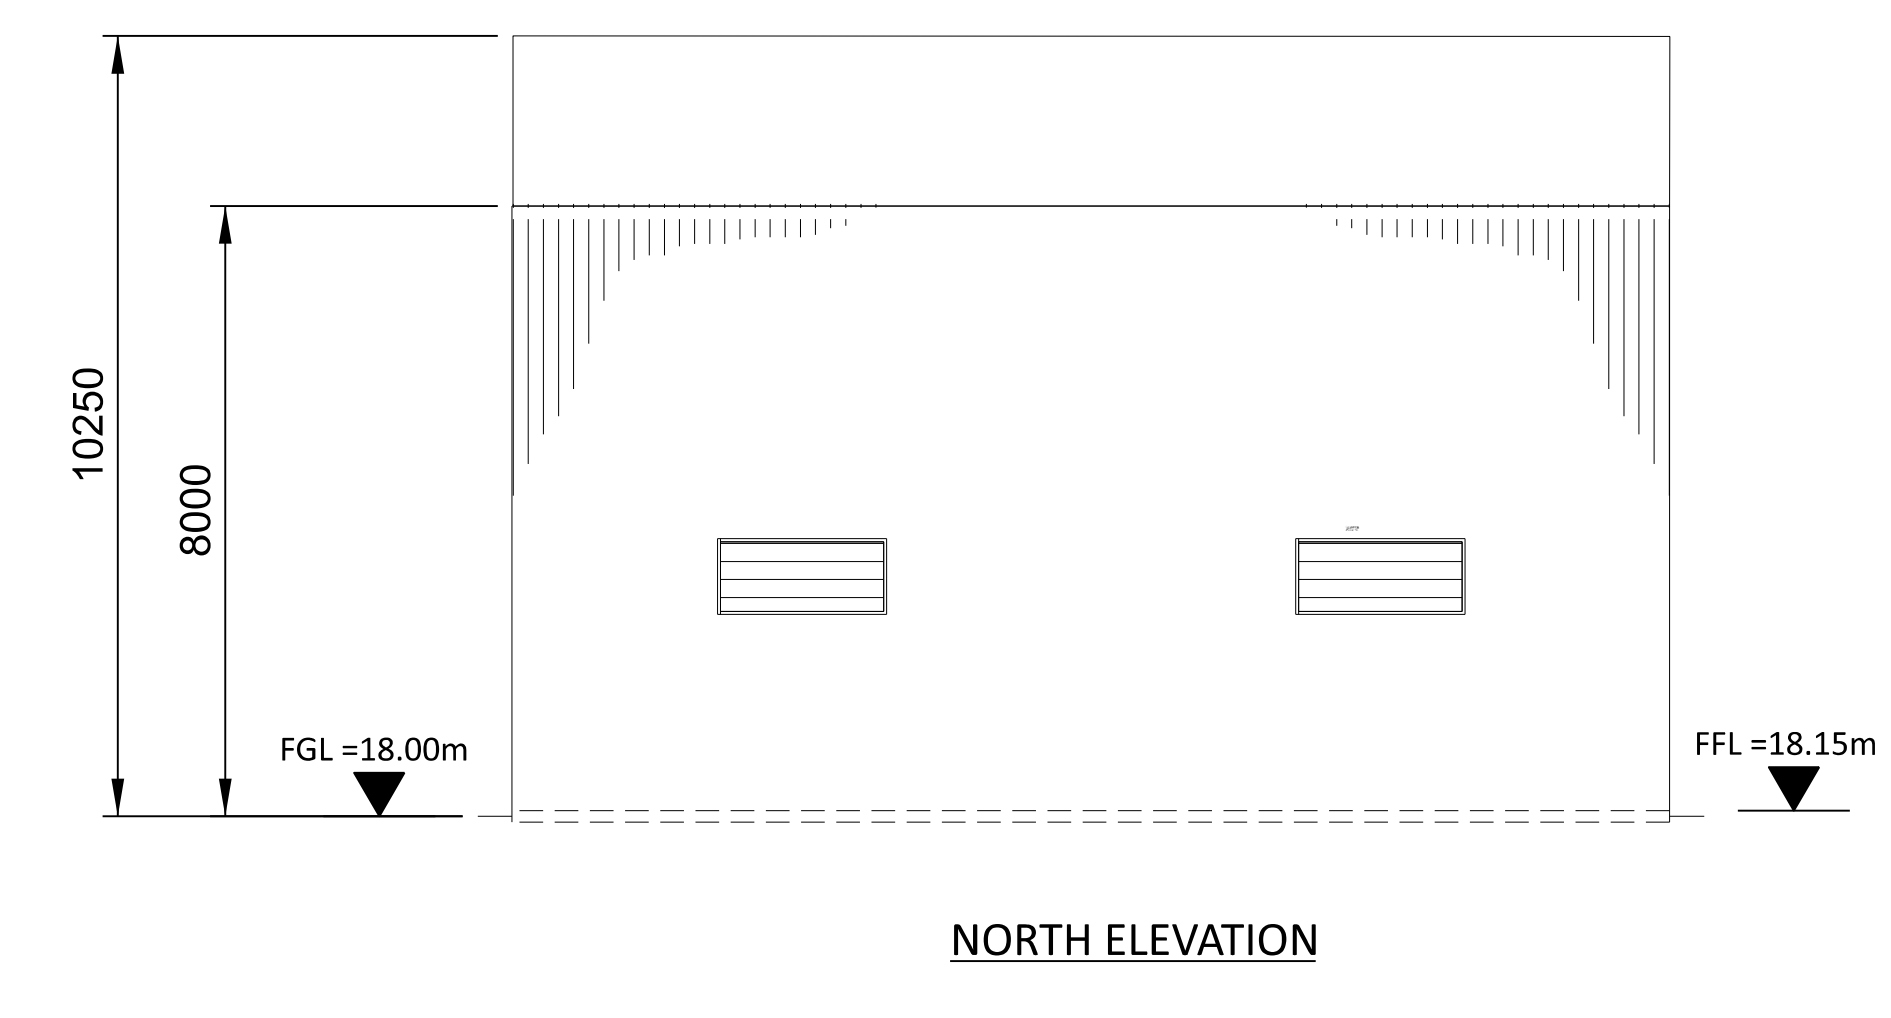 10250
8000
FGL =18.00m
FFL =18.15m
NORTH ELEVATION